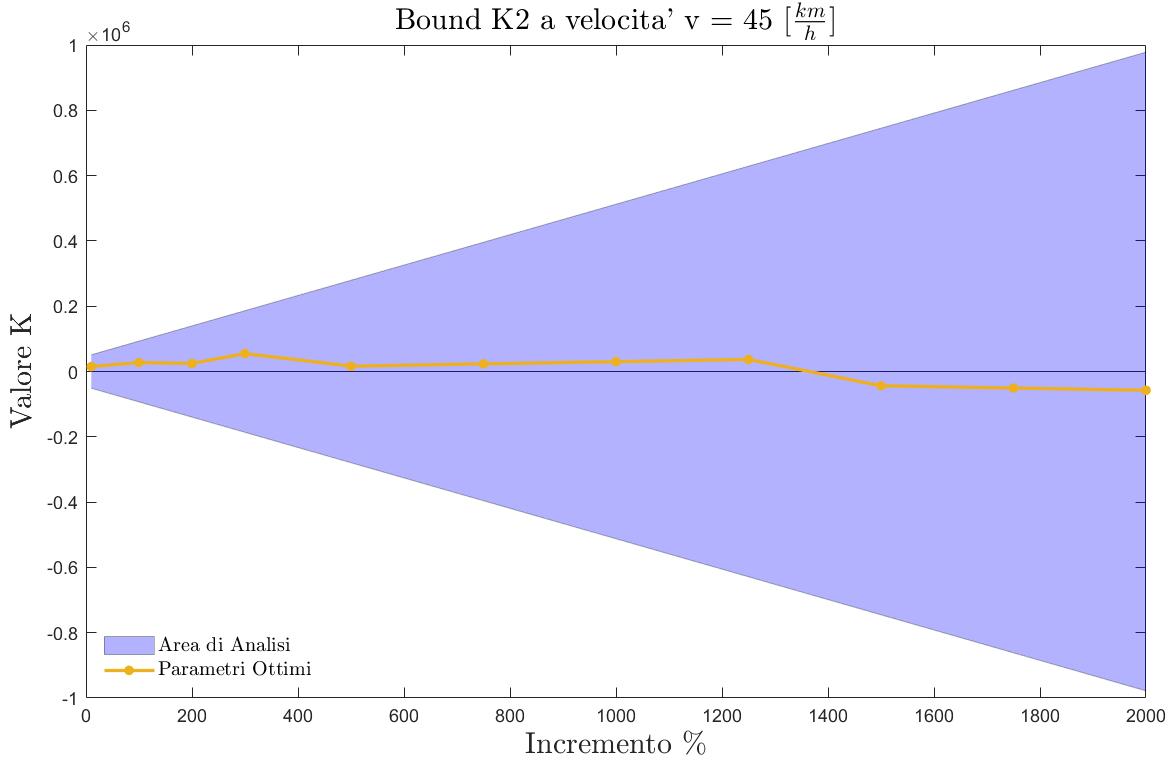 Bound K2 a velocita' v = 45 [km/h]
×10⁶
1
0.8
0.6
0.4
0.2
0
-0.2
-0.4
-0.6
-0.8
-1
Valore K
Area di Analisi
Parametri Ottimi
0 200 400 600 800 1000 1200 1400 1600 1800 2000
Incremento %